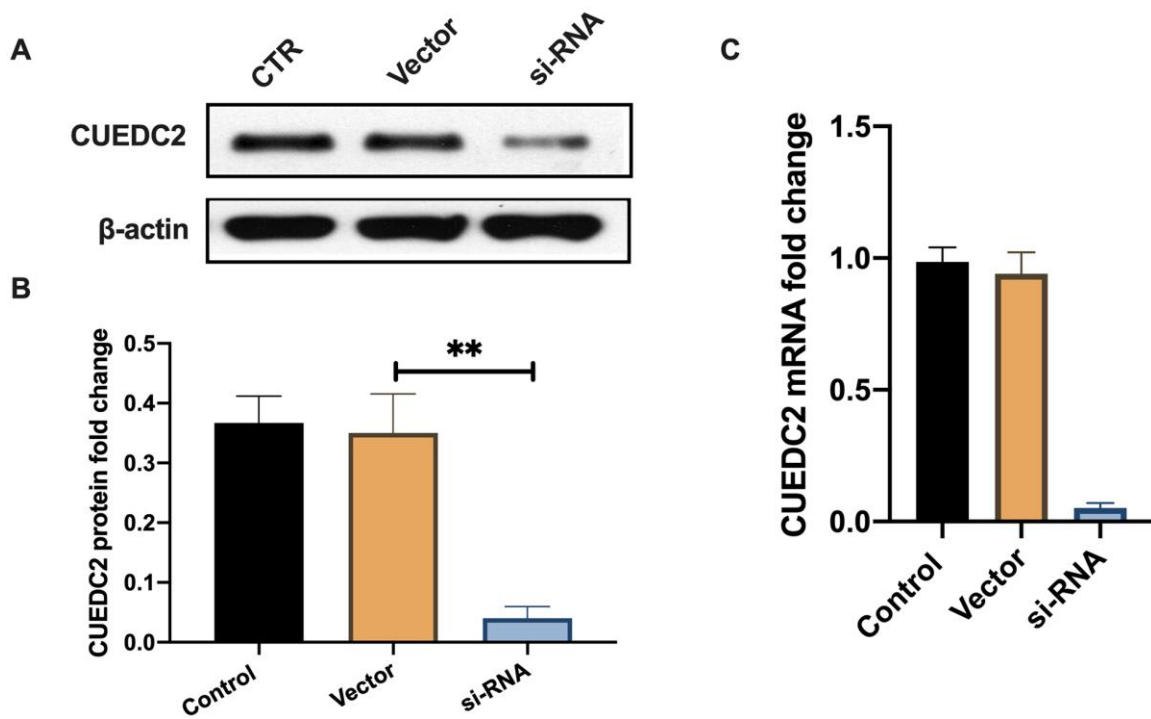 A
CTR Vector si-RNA
CUEDC2
β-actin
B
CUEDC2 protein fold change
0.5
0.4
0.3
0.2
0.1
0.0
**
Control Vector si-RNA
C
CUEDC2 mRNA fold change
1.5
1.0
0.5
0.0
Control Vector si-RNA